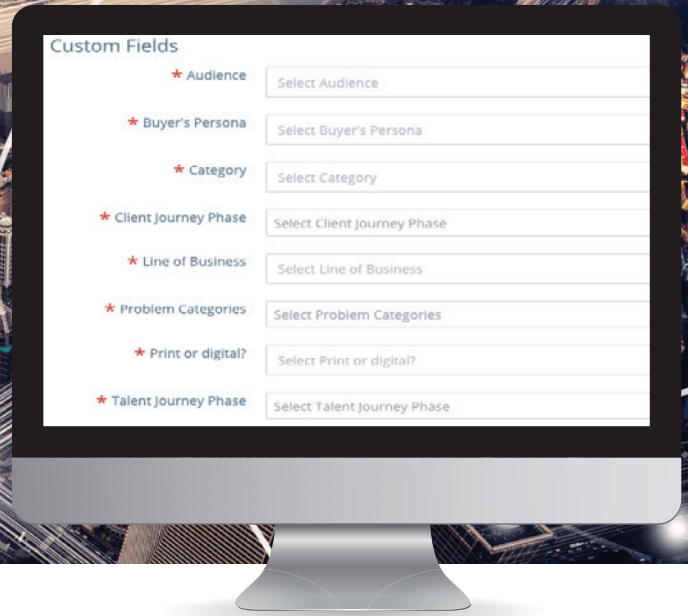 Custom Fields
* Audience Select Audience
* Buyer's Persona Select Buyer's Persona
* Category Select Category
* Client Journey Phase Select Client Journey Phase
* Line of Business Select Line of Business
* Problem Categories Select Problem Categories
* Print or digital? Select Print or digital?
* Talent Journey Phase Select Talent Journey Phase